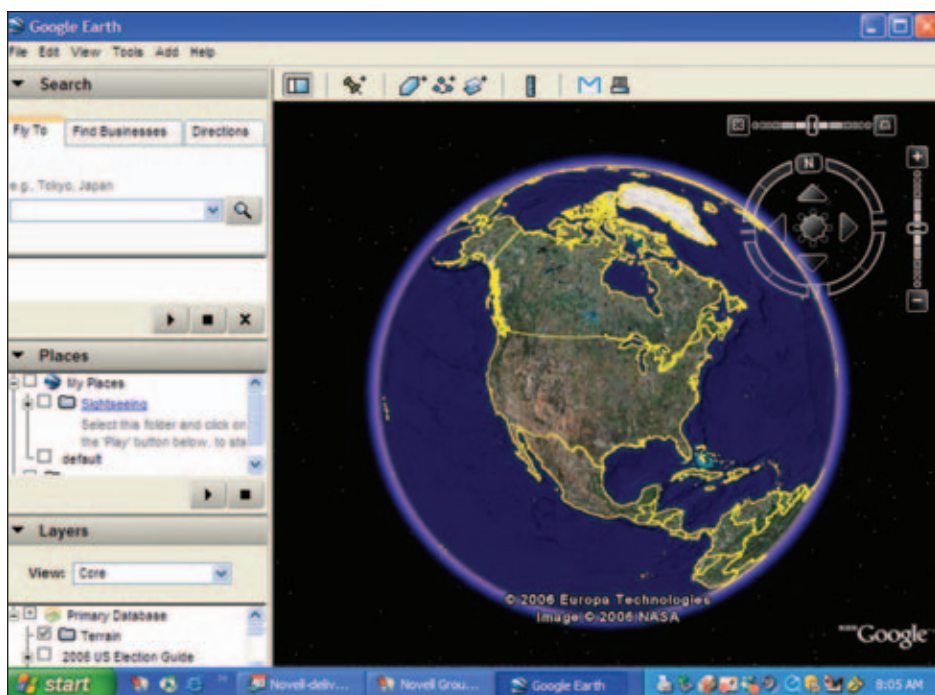 Google Earth
File Edit View Tools Add Help
Search
Fly To Find Businesses Directions
e.g., Tokyo, Japan
Places
My Places
Sightseeing
Select this folder and click on
the 'Play' button below, to sta
default
Layers
View: Core
Primary Database
Terrain
2006 US Election Guide
N
© 2006 Europa Technologies
Image © 2006 NASA
Google
start
Novell-deliv...
Novell Grou...
Google Earth
8:05 AM